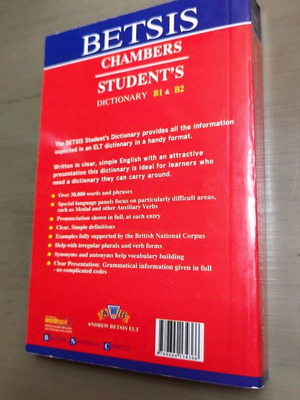 BETSIS
CHAMBERS
STUDENT'S
DICTIONARY B1 & B2
The BETSIS Student's Dictionary provides all the information
expected in an ELT dictionary in a handy format.
Written in clear, simple English with an attractive
presentation this dictionary is ideal for learners who
need a dictionary they can carry around.
Over 30,000 words and phrases
Special language panels focus on particularly difficult areas,
such as Modal and other Auxiliary Verbs
Pronunciation shown in full, at each entry
Clear, Simple definitions
Examples fully supported by the British National Corpus
Help with irregular plurals and verb forms
Synonyms and antonyms help vocabulary building
Clear Presentation: Grammatical information given in full
- no complicated codes
A B
ANDREW BETSIS ELT